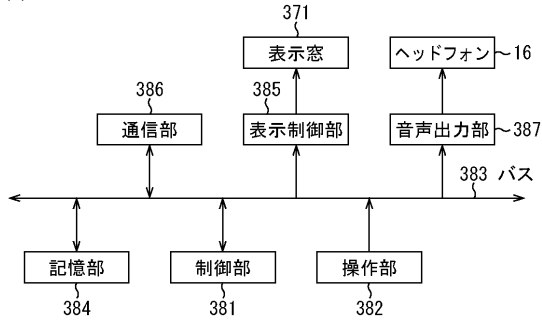 371
表示窓
ヘッドフォン 16
386
385
通信部
表示制御部
音声出力部 387
383 バス
記憶部
制御部
操作部
384
381
382